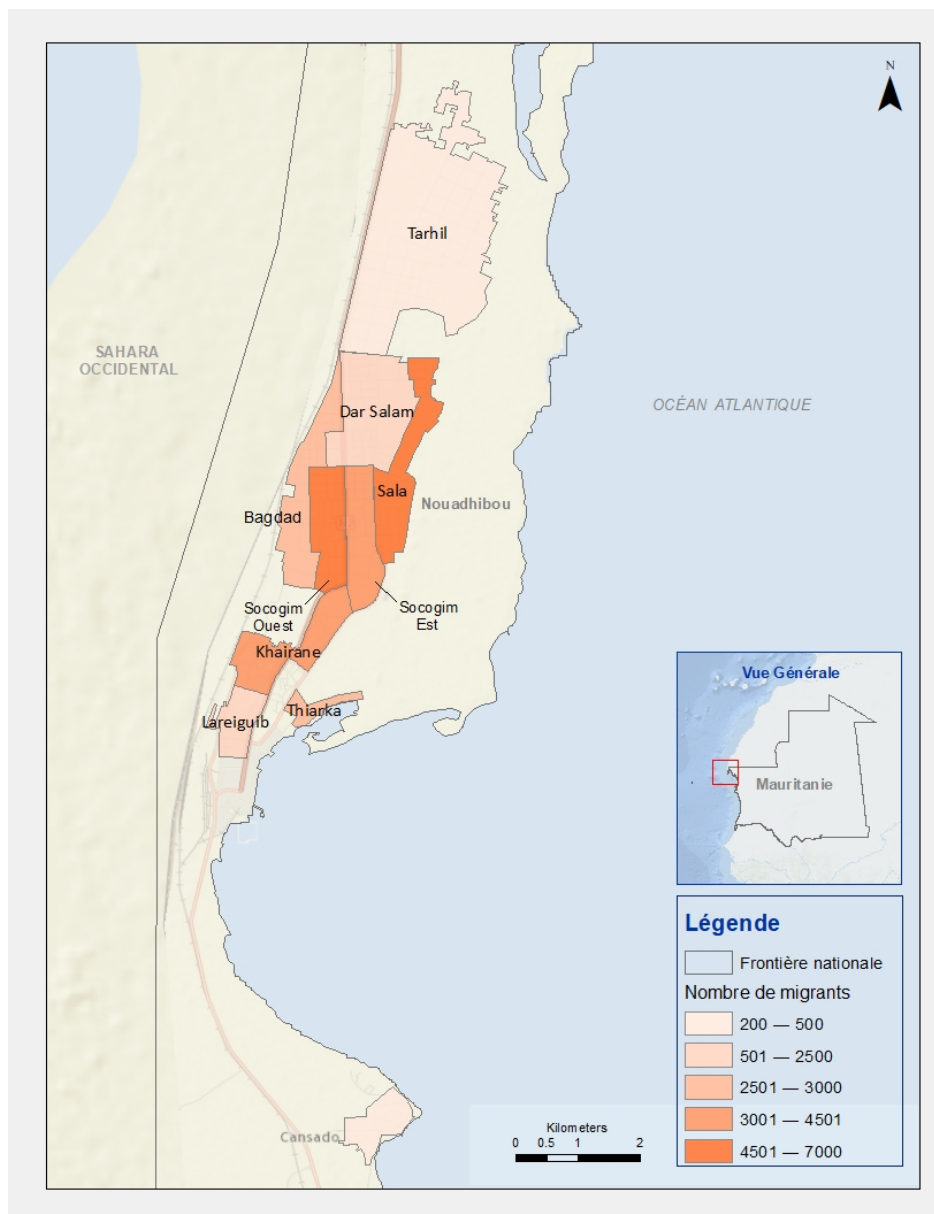 N
Tarhil
SAHARA
OCCIDENTAL
OCÉAN ATLANTIQUE
Dar Salam
Sala
Nouadhibou
Bagdad
Socogim
Ouest
Socogim
Est
Khairane
Thiarka
Lareiguib
Cansado
Vue Générale
Mauritanie
Légende
Frontière nationale
Nombre de migrants
200 — 500
501 — 2500
2501 — 3000
3001 — 4501
4501 — 7000
Kilometers
0 0.5 1 2